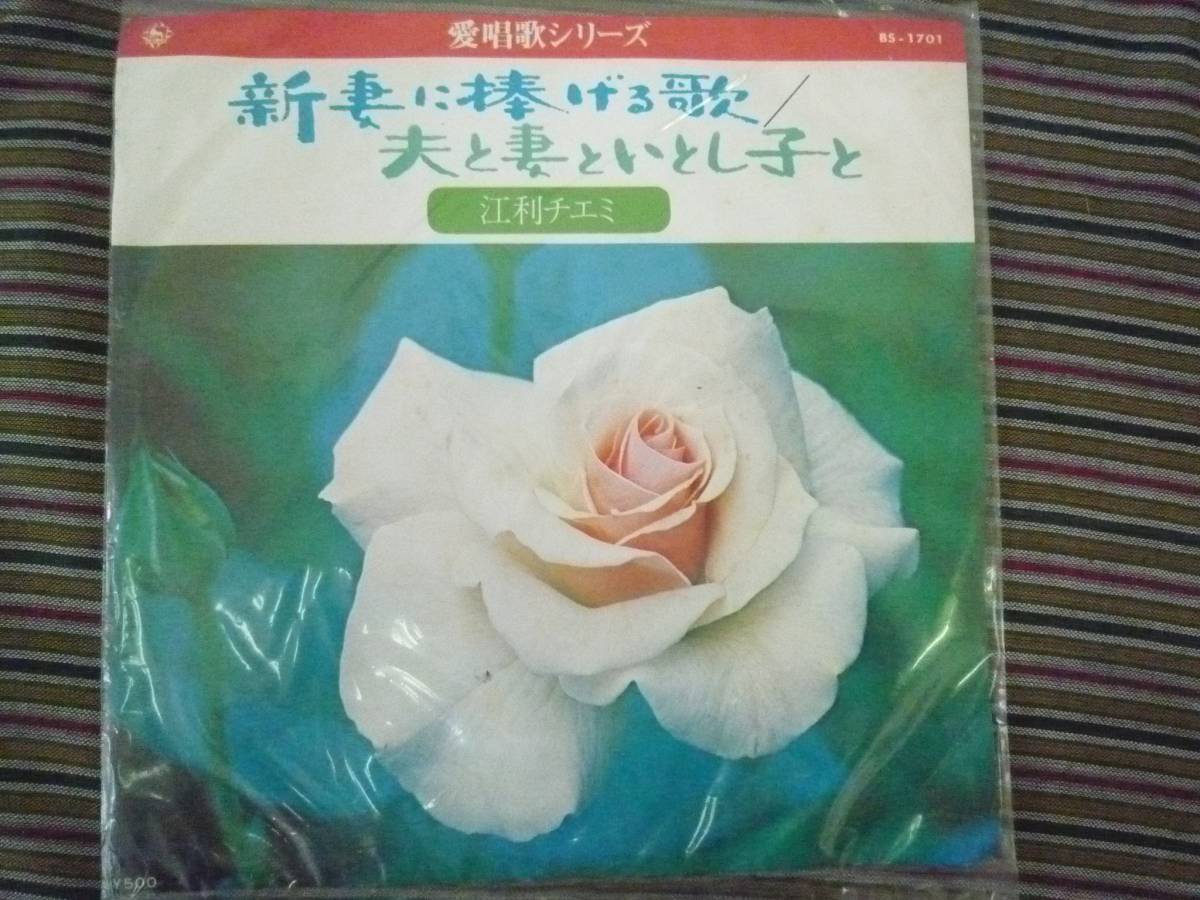 愛唱歌シリーズ
BS-1701
新妻に捧げる歌/
夫と妻といとし子と
江利チエミ
¥500